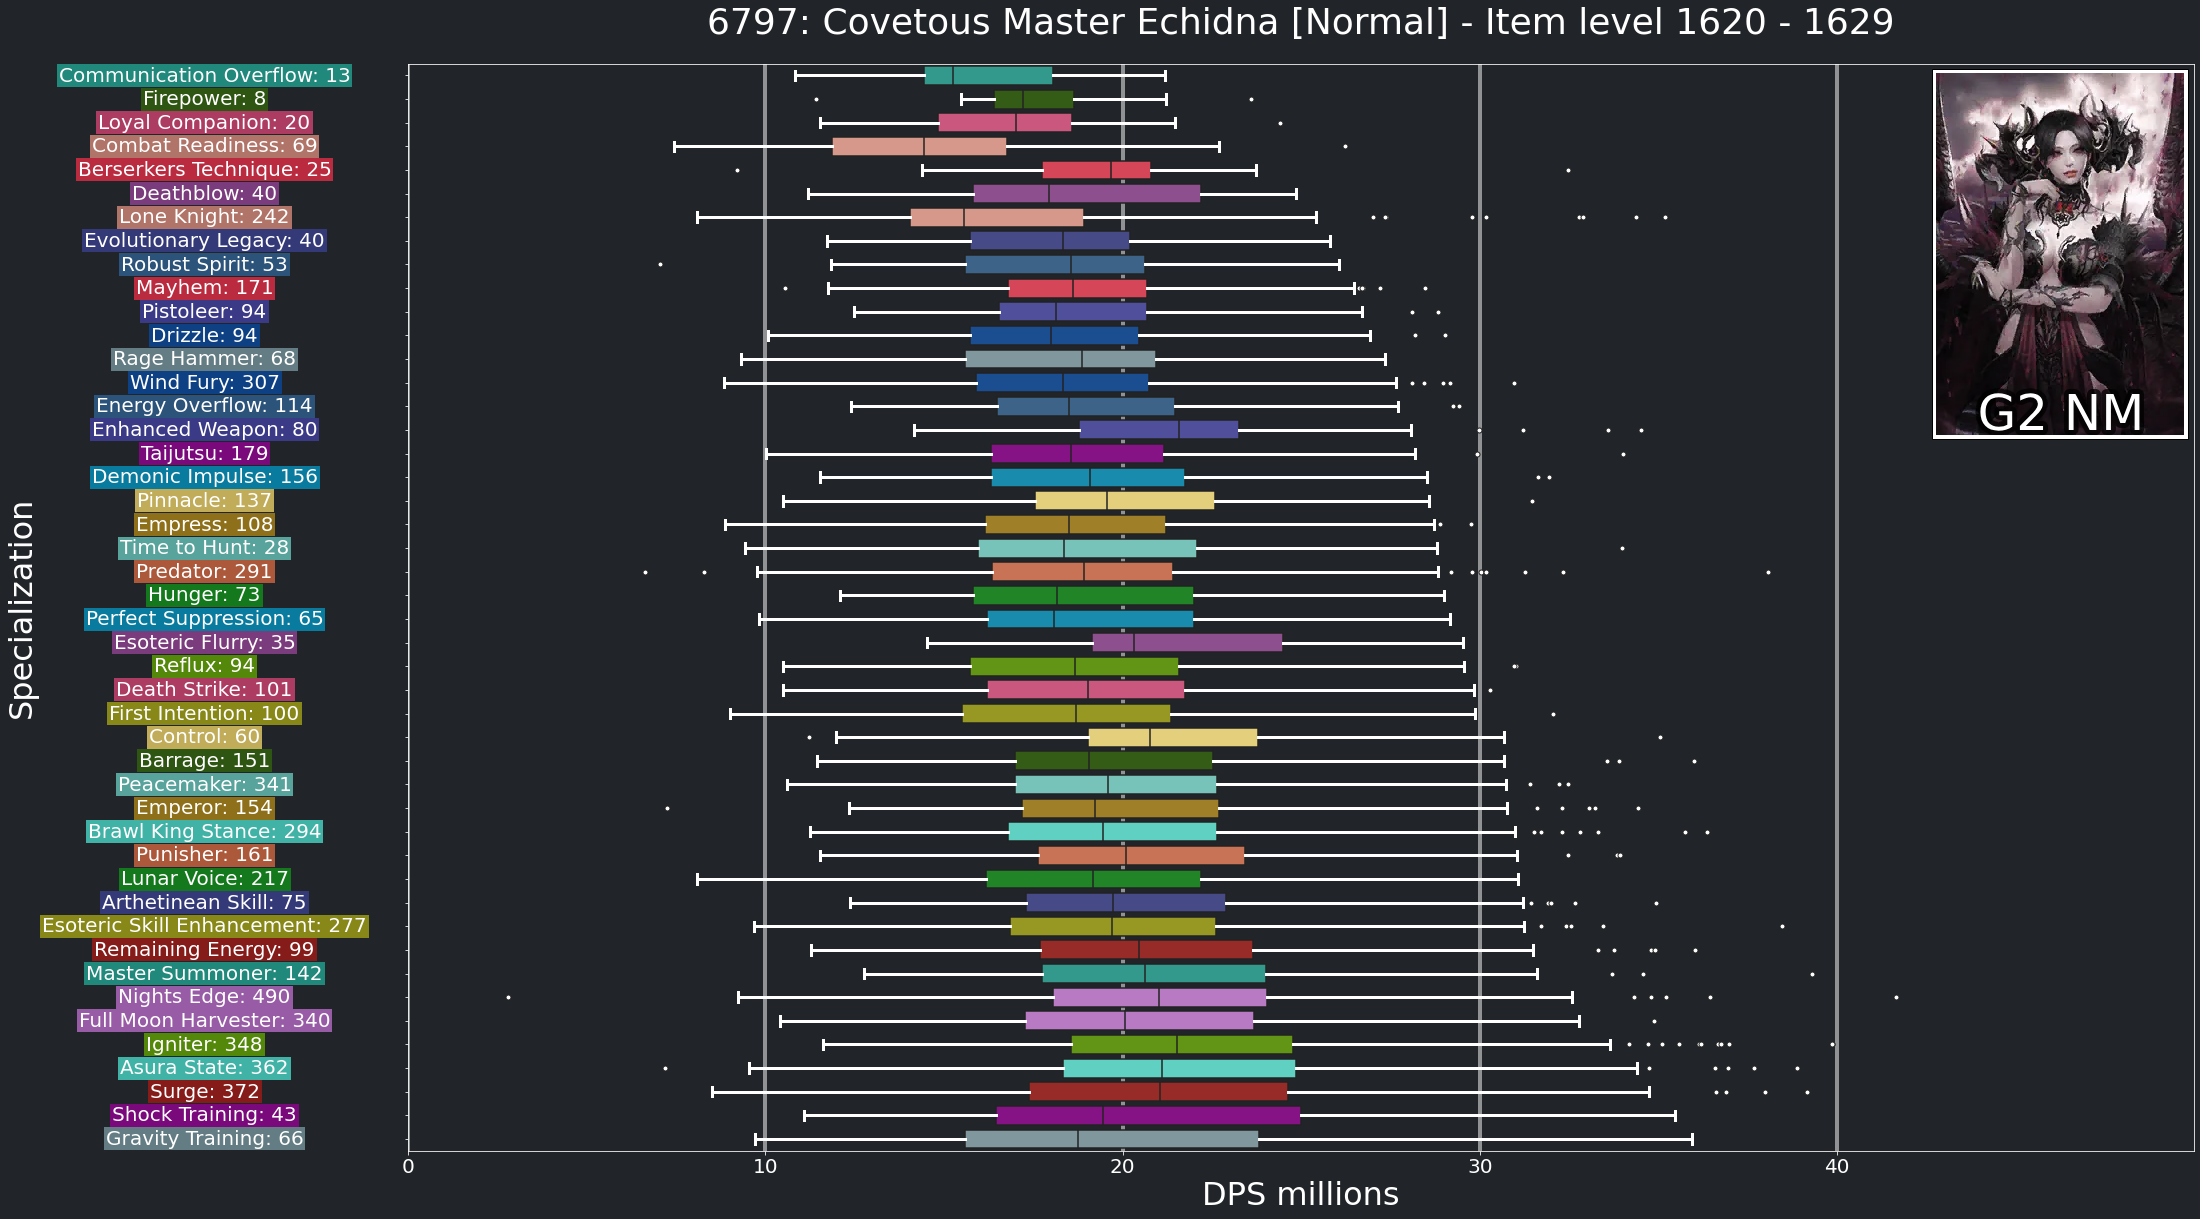 6797: Covetous Master Echidna [Normal] - Item level 1620 - 1629
Communication Overflow: 13
Firepower: 8
Loyal Companion: 20
Combat Readiness: 69
Berserkers Technique: 25
Deathblow: 40
Lone Knight: 242
Evolutionary Legacy: 40
Robust Spirit: 53
Mayhem: 171
Pistoleer: 94
Drizzle: 94
Rage Hammer: 68
Wind Fury: 307
Energy Overflow: 114
Enhanced Weapon: 80
Taijutsu: 179
Demonic Impulse: 156
Pinnacle: 137
Empress: 108
Time to Hunt: 28
Predator: 291
Hunger: 73
Perfect Suppression: 65
Esoteric Flurry: 35
Reflux: 94
Death Strike: 101
First Intention: 100
Control: 60
Barrage: 151
Peacemaker: 341
Emperor: 154
Brawl King Stance: 294
Punisher: 161
Lunar Voice: 217
Arthetinean Skill: 75
Esoteric Skill Enhancement: 277
Remaining Energy: 99
Master Summoner: 142
Nights Edge: 490
Full Moon Harvester: 340
Igniter: 348
Asura State: 362
Surge: 372
Shock Training: 43
Gravity Training: 66
Specialization
G2 NM
0 10 20 30 40
DPS millions